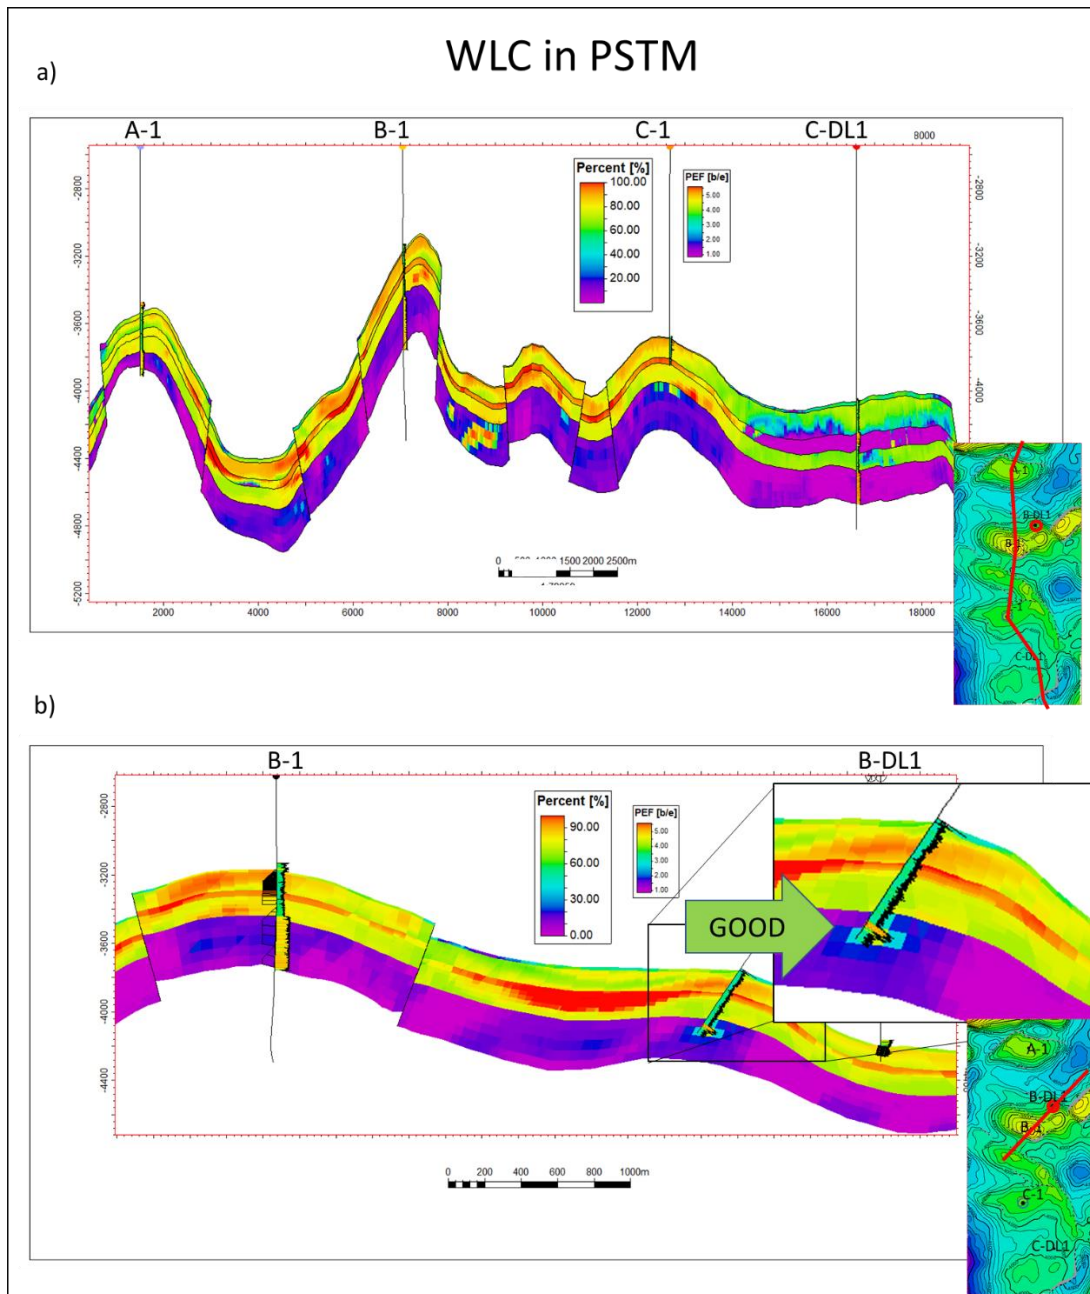 WLC in PSTM
a)
A-1
B-1
C-1
C-DL1
8000
Percent [%]
100.00
80.00
60.00
40.00
20.00
PEF [b/e]
5.00
4.00
3.00
2.00
1.00
-2800
-3200
-3600
-4000
-4400
-4800
-5200
-2800
-3200
-3600
-4000
0
1500 2000 2500m
2000
4000
6000
8000
10000
12000
14000
16000
A-1
B-DL1
B-1
C-DL1
b)
B-1
B-DL1
Percent [%]
90.00
60.00
30.00
0.00
PEF [b/e]
5.00
4.00
3.00
2.00
1.00
-2800
-3200
-3600
-4000
-4400
GOOD
0
200
400
600
800
1000m
A-1
B-DL1
B-1
C-1
C-DL1